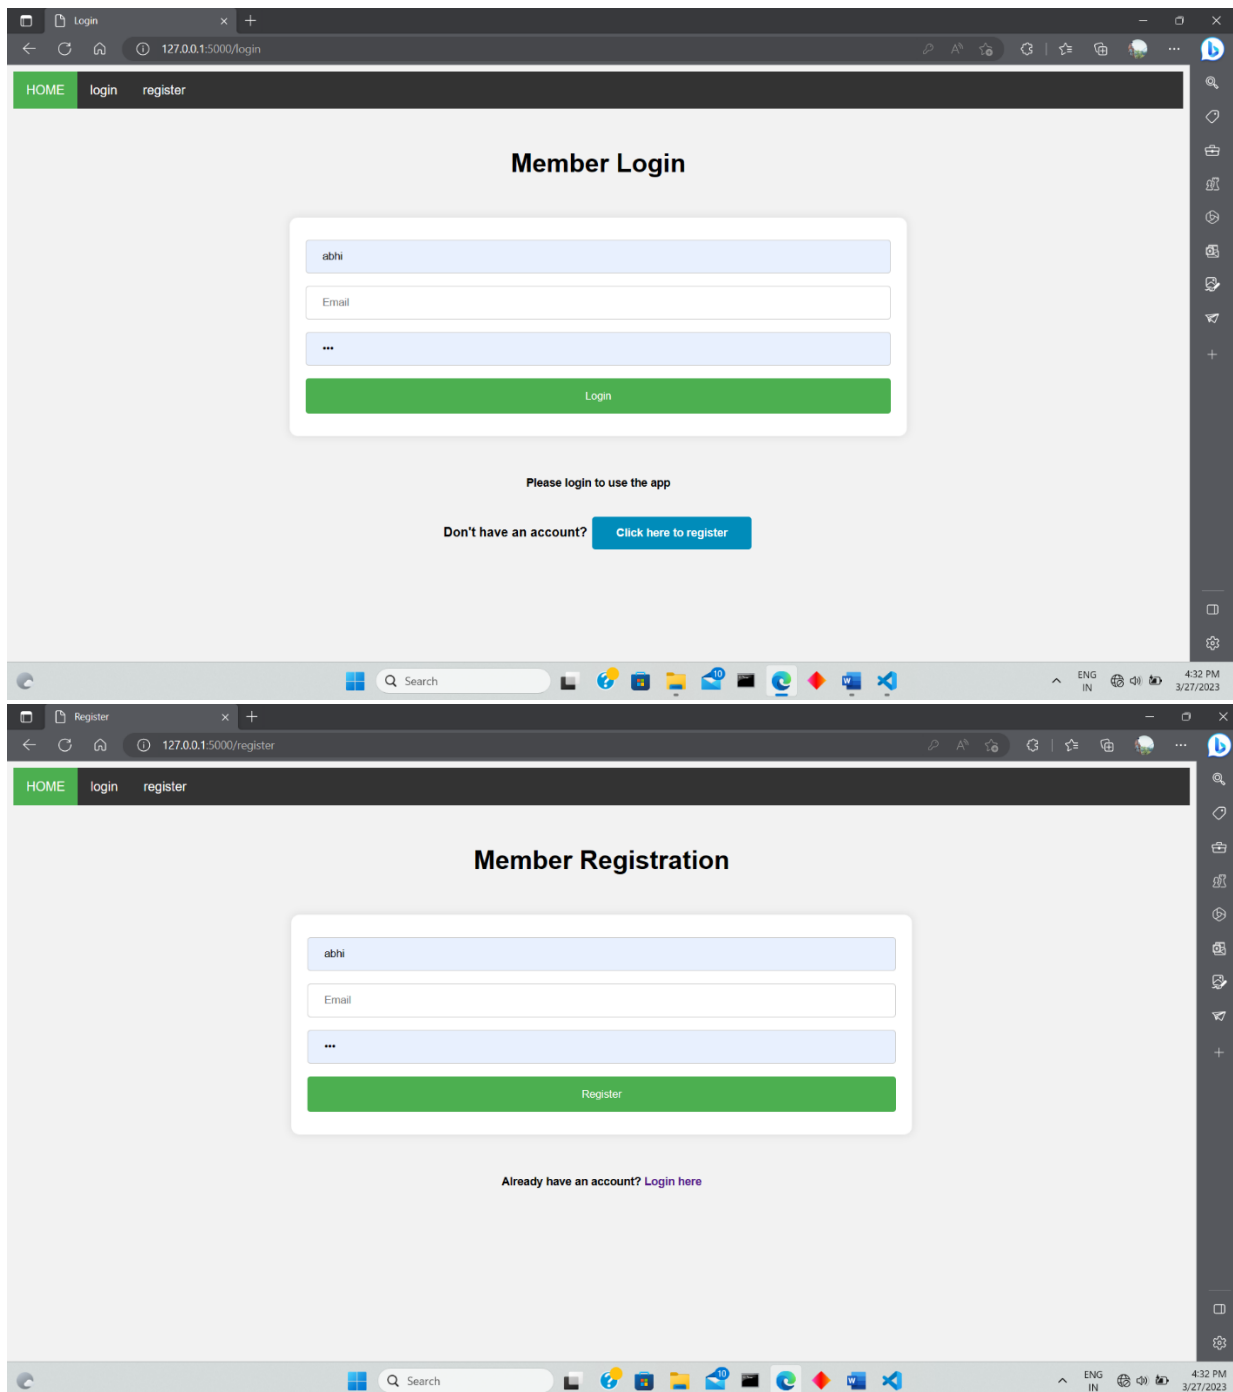 Login
127.0.0.1:5000/login
HOME login register
Member Login
abhi
Email
•••
Login
Please login to use the app
Don't have an account? Click here to register
Search
10
ENG
IN
4:32 PM
3/27/2023
Register
127.0.0.1:5000/register
HOME login register
Member Registration
abhi
Email
•••
Register
Already have an account? Login here
Search
10
ENG
IN
4:32 PM
3/27/2023